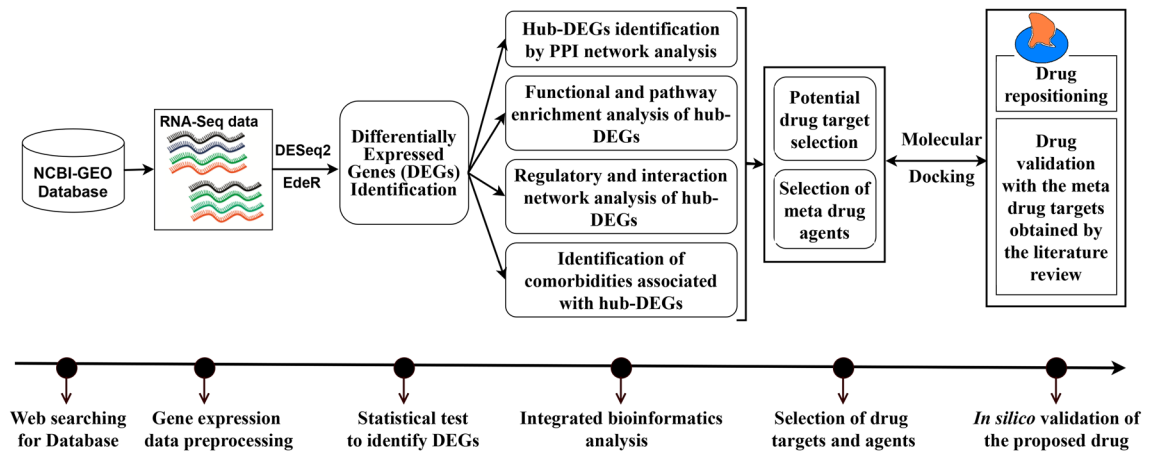 NCBI-GEO
Database
RNA-Seq data
DESeq2
EdeR
Differentially
Expressed
Genes (DEGs)
Identification
Hub-DEGs identification
by PPI network analysis
Functional and pathway
enrichment analysis of hub-
DEGs
Regulatory and interaction
network analysis of hub-
DEGs
Identification of
comorbidities associated
with hub-DEGs
Potential
drug target
selection
Selection of
meta drug
agents
Molecular
Docking
Drug
repositioning
Drug
validation
with the meta
drug targets
obtained by
the literature
review
Web searching
for Database
Gene expression
data preprocessing
Statistical test
to identify DEGs
Integrated bioinformatics
analysis
Selection of drug
targets and agents
In silico validation of
the proposed drug